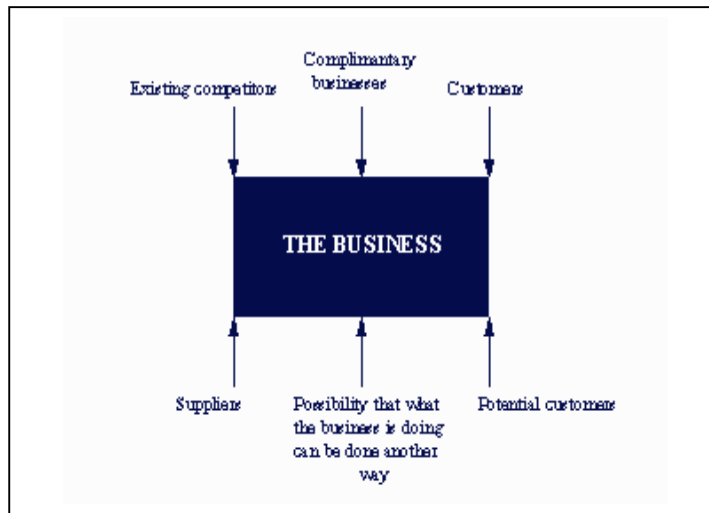 Complimantary
businesses
Existing competitors
Customers
THE BUSINESS
Suppliers
Possibility that what
the business is doing
can be done another
way
Potential customers